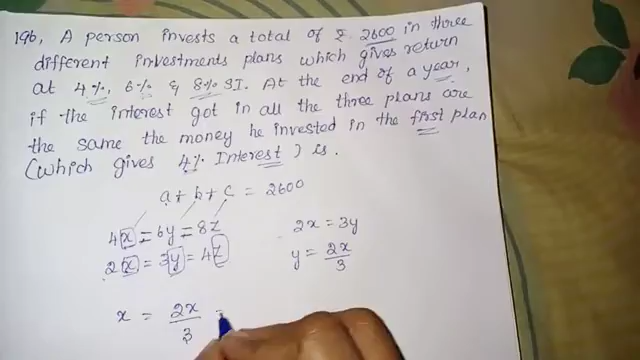 196, A person invests a total of ₹. 2600 in three
different investments plans which gives return
at 4%, 6% & 8% SI. At the end of a year,
if the interest got in all the three plans are
the same the money he invested in the first plan
(which gives 4% Interest) is.
a + b + c = 2600
4x = 6y = 8z
2x = 3y = 4z
2x = 3y
y = 2x/3
x = 2x/3 =